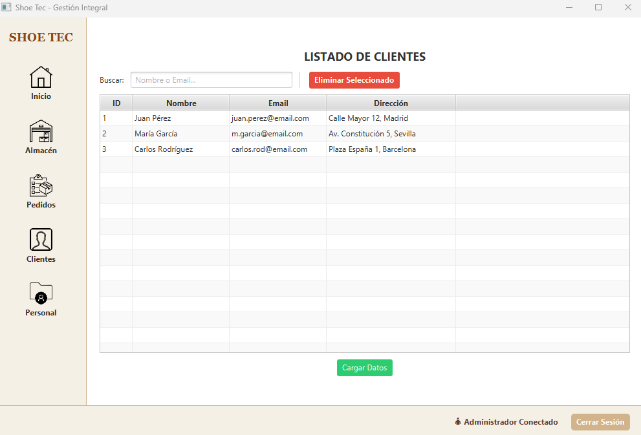 Shoe Tec - Gestión Integral
SHOE TEC
Inicio
Almacén
Pedidos
Clientes
Personal
LISTADO DE CLIENTES
Buscar: Nombre o Email... Eliminar Seleccionado
ID Nombre Email Dirección
1 Juan Pérez juan.perez@email.com Calle Mayor 12, Madrid
2 María García m.garcia@email.com Av. Constitución 5, Sevilla
3 Carlos Rodríguez carlos.rod@email.com Plaza España 1, Barcelona
Cargar Datos
Administrador Conectado Cerrar Sesión